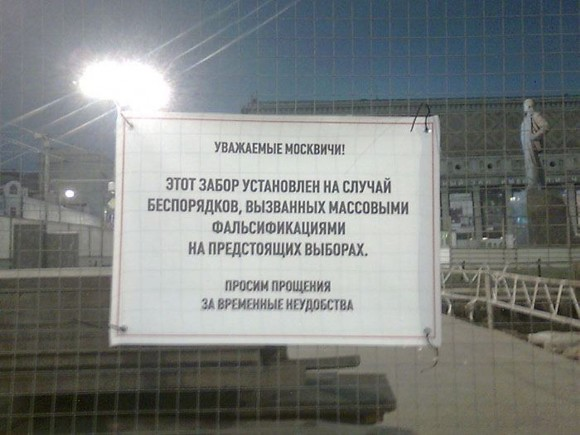 УВАЖАЕМЫЕ МОСКВИЧИ!
ЭТОТ ЗАБОР УСТАНОВЛЕН НА СЛУЧАЙ
БЕСПОРЯДКОВ, ВЫЗВАННЫХ МАССОВЫМИ
ФАЛЬСИФИКАЦИЯМИ
НА ПРЕДСТОЯЩИХ ВЫБОРАХ.
ПРОСИМ ПРОЩЕНИЯ
ЗА ВРЕМЕННЫЕ НЕУДОБСТВА